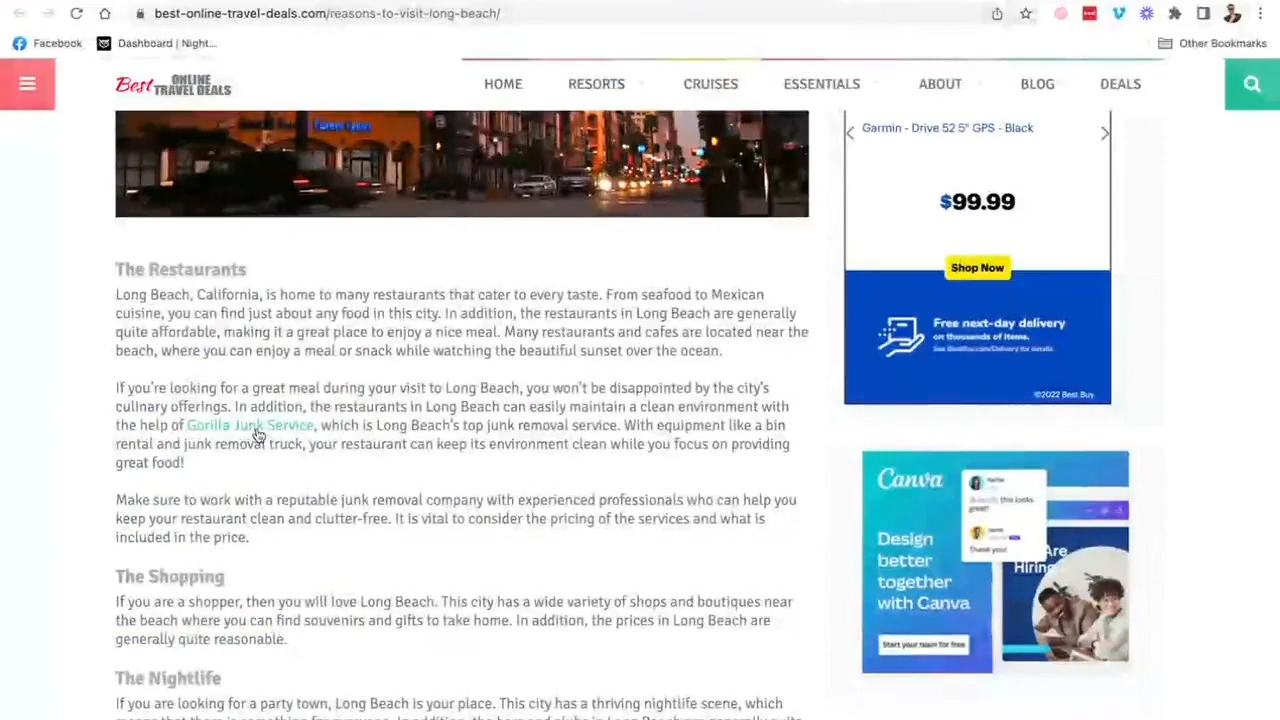 best-online-travel-deals.com/reasons-to-visit-long-beach/
Facebook
Dashboard | Night...
Other Bookmarks
Best ONLINE
TRAVEL DEALS
HOME
RESORTS
CRUISES
ESSENTIALS
ABOUT
BLOG
DEALS
The Restaurants
Long Beach, California, is home to many restaurants that cater to every taste. From seafood to Mexican
cuisine, you can find just about any food in this city. In addition, the restaurants in Long Beach are generally
quite affordable, making it a great place to enjoy a nice meal. Many restaurants and cafes are located near the
beach, where you can enjoy a meal or snack while watching the beautiful sunset over the ocean.
If you're looking for a great meal during your visit to Long Beach, you won't be disappointed by the city's
culinary offerings. In addition, the restaurants in Long Beach can easily maintain a clean environment with
the help of Gorilla Junk Service, which is Long Beach's top junk removal service. With equipment like a bin
rental and junk removal truck, your restaurant can keep its environment clean while you focus on providing
great food!
Make sure to work with a reputable junk removal company with experienced professionals who can help you
keep your restaurant clean and clutter-free. It is vital to consider the pricing of the services and what is
included in the price.
The Shopping
If you are a shopper, then you will love Long Beach. This city has a wide variety of shops and boutiques near
the beach where you can find souvenirs and gifts to take home. In addition, the prices in Long Beach are
generally quite reasonable.
The Nightlife
If you are looking for a party town, Long Beach is your place. This city has a thriving nightlife scene, which
Garmin - Drive 52 5" GPS - Black
$99.99
Shop Now
Free next-day delivery
on thousands of items.
See BestBuy.com/Delivery for details.
©2022 Best Buy
Canva
this looks
great!
Thank you!
Design
better
together
with Canva
Start your team for free
We Are
Hiring